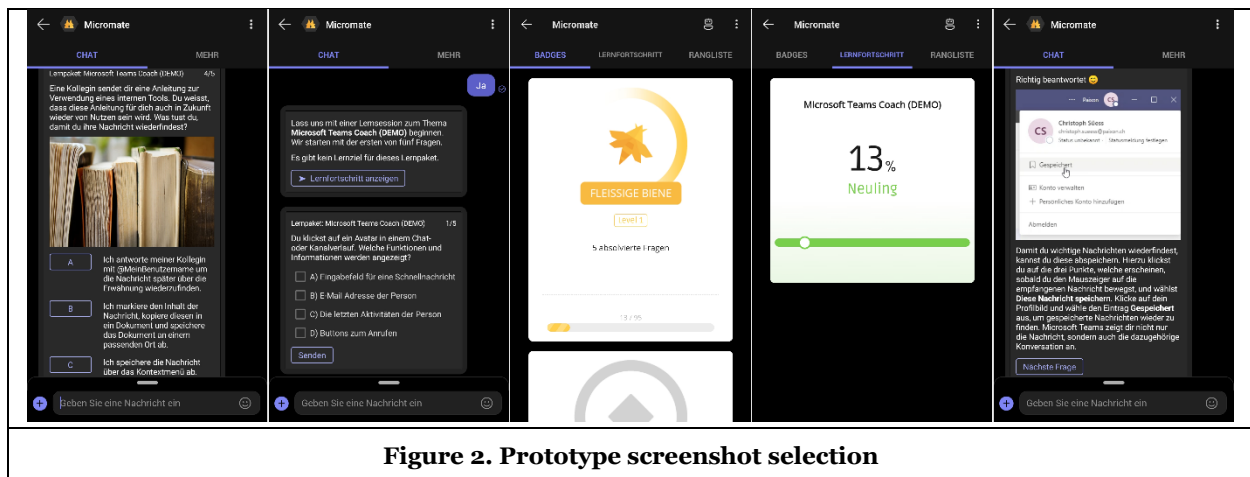 Micromate
CHAT
MEHR
Lernpaket: Microsoft Teams Coach (DEMO) 4/5
Eine Kollegin sendet dir eine Anleitung zur
Verwendung eines internen Tools. Du weisst,
dass diese Anleitung für dich auch in Zukunft
wieder von Nutzen sein wird. Was tust du,
damit du ihre Nachricht wiederfindest?
A
Ich antworte meiner Kollegin
mit @MeinBenutzername um
die Nachricht später über die
Erwähnung wiederzufinden.
B
Ich markiere den Inhalt der
Nachricht, kopiere diesen in
ein Dokument und speichere
das Dokument an einem
passenden Ort ab.
C
Ich speichere die Nachricht
über das Kontextmenü ab.
Geben Sie eine Nachricht ein
Micromate
CHAT
MEHR
Ja
Lass uns mit einer Lernsession zum Thema
Microsoft Teams Coach (DEMO) beginnen.
Wir starten mit der ersten von fünf Fragen.
Es gibt kein Lernziel für dieses Lernpaket.
Lernfortschritt anzeigen
Lernpaket: Microsoft Teams Coach (DEMO) 1/5
Du klickst auf ein Avatar in einem Chat-
oder Kanalverlauf. Welche Funktionen und
Informationen werden angezeigt?
A) Eingabefeld für eine Schnellnachricht
B) E-Mail Adresse der Person
C) Die letzten Aktivitäten der Person
D) Buttons zum Anrufen
Senden
Geben Sie eine Nachricht ein
Micromate
BADGES
LERNFORTSCHRITT
RANGLISTE
FLEISSIGE BIENE
Level 1
5 absolvierte Fragen
Micromate
BADGES
LERNFORTSCHRITT
RANGLISTE
Microsoft Teams Coach (DEMO)
13%
Neuling
Micromate
CHAT
MEHR
Richtig beantwortet
Paixon
CS
CS
Christoph Süess
christoph.sueess@paixon.ch
Status unbekannt - Statusmeldung festlegen
Gespeichert
Konto verwalten
+ Persönliches Konto hinzufügen
Abmelden
Damit du wichtige Nachrichten wiederfindest,
kannst du diese abspeichern. Hierzu klickst
du auf die drei Punkte, welche erscheinen,
sobald du den Mauszeiger auf die
empfangenen Nachricht bewegst, und wählst
Diese Nachricht speichern. Klicke auf dein
Profilbild und wähle den Eintrag Gespeichert
aus, um gespeicherte Nachrichten wieder zu
finden. Microsoft Teams zeigt dir nicht nur
die Nachricht, sondern auch die dazugehörige
Konversation an.
Nächste Frage
Geben Sie eine Nachricht ein
Figure 2. Prototype screenshot selection